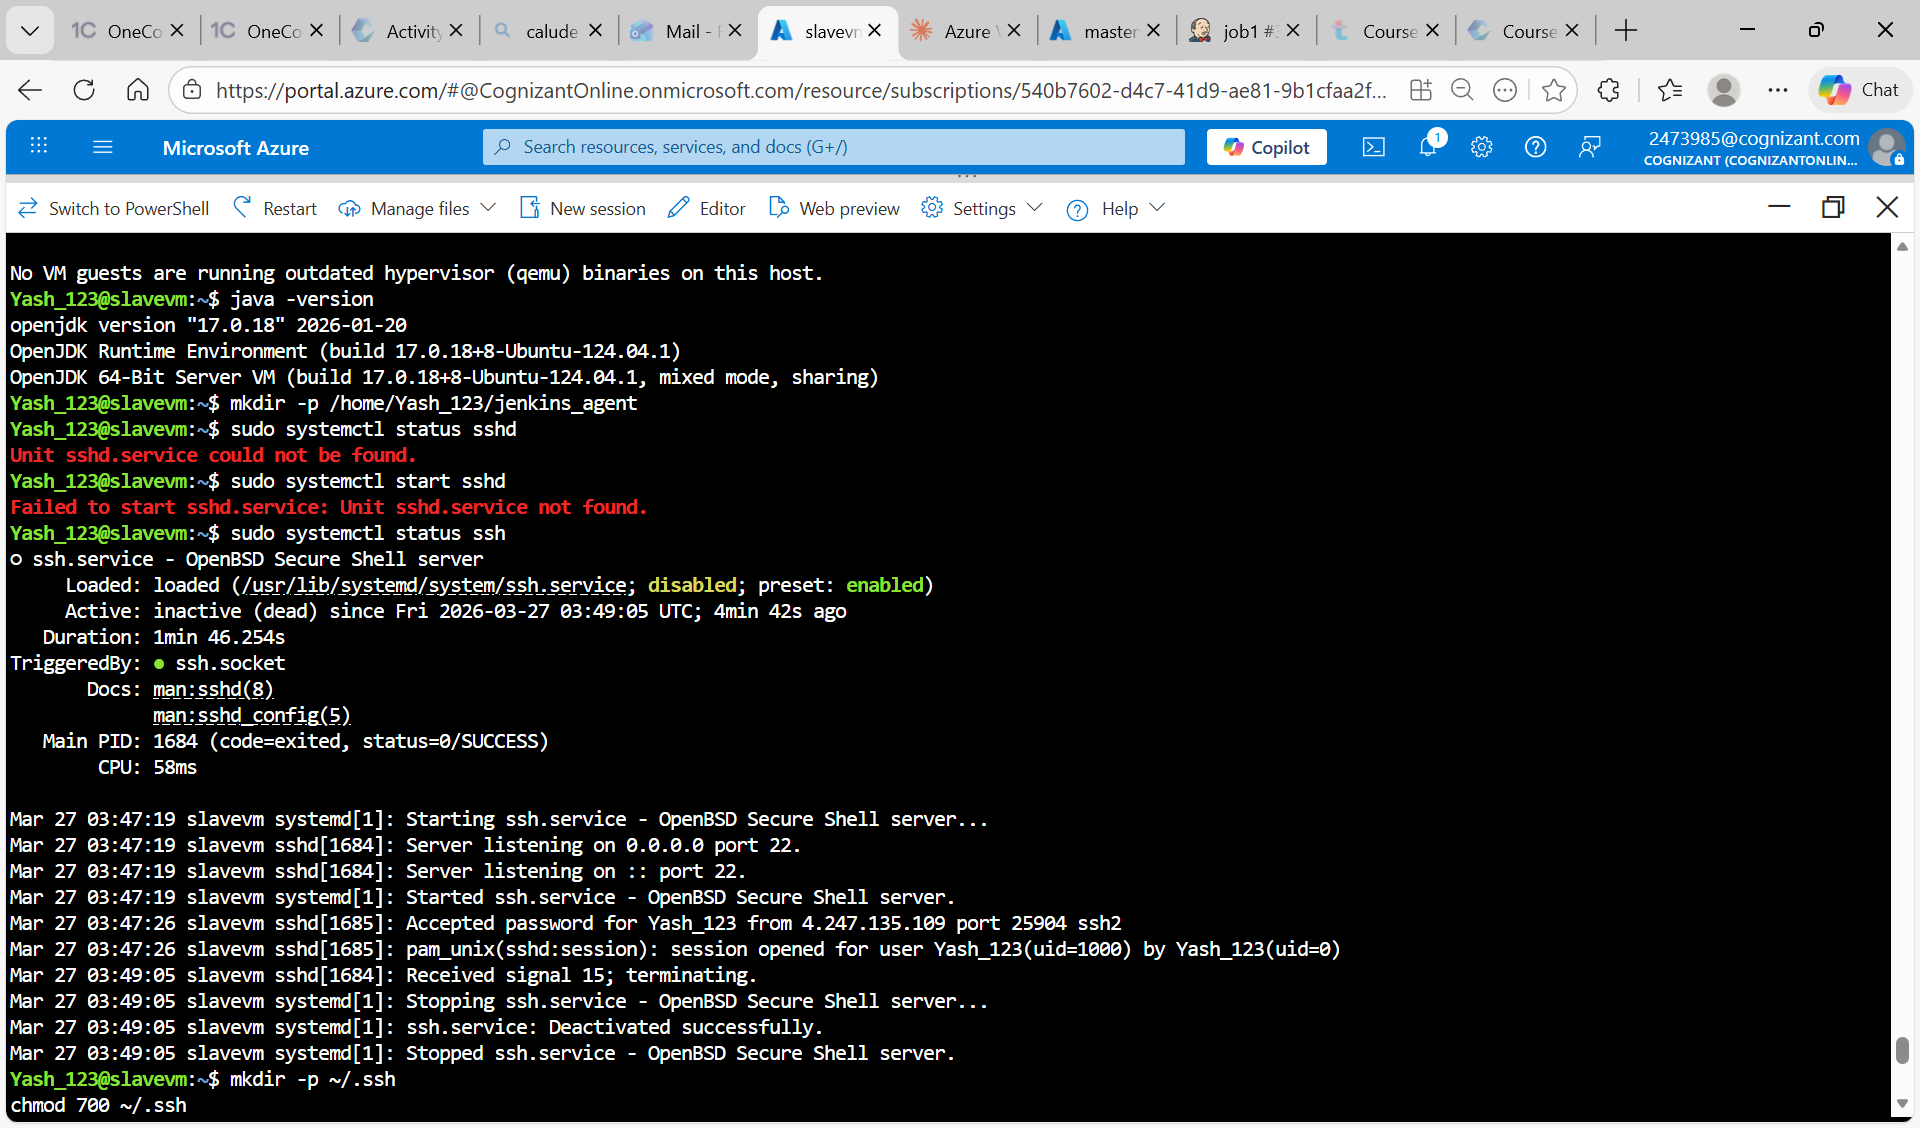 OneCo
OneCo
Activity
calude
Mail -
slavevn
Azure
master
job1 #
Course
Course
https://portal.azure.com/#@CognizantOnline.onmicrosoft.com/resource/subscriptions/540b7602-d4c7-41d9-ae81-9b1cfaa2f...
Chat
Microsoft Azure
Search resources, services, and docs (G+/)
Copilot
1
2473985@cognizant.com
COGNIZANT (COGNIZANTONLIN...
Switch to PowerShell
Restart
Manage files
New session
Editor
Web preview
Settings
Help
No VM guests are running outdated hypervisor (qemu) binaries on this host.
Yash_123@slavevm:~$ java -version
openjdk version "17.0.18" 2026-01-20
OpenJDK Runtime Environment (build 17.0.18+8-Ubuntu-124.04.1)
OpenJDK 64-Bit Server VM (build 17.0.18+8-Ubuntu-124.04.1, mixed mode, sharing)
Yash_123@slavevm:~$ mkdir -p /home/Yash_123/jenkins_agent
Yash_123@slavevm:~$ sudo systemctl status sshd
Unit sshd.service could not be found.
Yash_123@slavevm:~$ sudo systemctl start sshd
Failed to start sshd.service: Unit sshd.service not found.
Yash_123@slavevm:~$ sudo systemctl status ssh
○ ssh.service - OpenBSD Secure Shell server
Loaded: loaded (/usr/lib/systemd/system/ssh.service; disabled; preset: enabled)
Active: inactive (dead) since Fri 2026-03-27 03:49:05 UTC; 4min 42s ago
Duration: 1min 46.254s
TriggeredBy: ● ssh.socket
Docs: man:sshd(8)
man:sshd_config(5)
Main PID: 1684 (code=exited, status=0/SUCCESS)
CPU: 58ms
Mar 27 03:47:19 slavevm systemd[1]: Starting ssh.service - OpenBSD Secure Shell server...
Mar 27 03:47:19 slavevm sshd[1684]: Server listening on 0.0.0.0 port 22.
Mar 27 03:47:19 slavevm sshd[1684]: Server listening on :: port 22.
Mar 27 03:47:19 slavevm systemd[1]: Started ssh.service - OpenBSD Secure Shell server.
Mar 27 03:47:26 slavevm sshd[1685]: Accepted password for Yash_123 from 4.247.135.109 port 25904 ssh2
Mar 27 03:47:26 slavevm sshd[1685]: pam_unix(sshd:session): session opened for user Yash_123(uid=1000) by Yash_123(uid=0)
Mar 27 03:49:05 slavevm sshd[1684]: Received signal 15; terminating.
Mar 27 03:49:05 slavevm systemd[1]: Stopping ssh.service - OpenBSD Secure Shell server...
Mar 27 03:49:05 slavevm systemd[1]: ssh.service: Deactivated successfully.
Mar 27 03:49:05 slavevm systemd[1]: Stopped ssh.service - OpenBSD Secure Shell server.
Yash_123@slavevm:~$ mkdir -p ~/.ssh
chmod 700 ~/.ssh